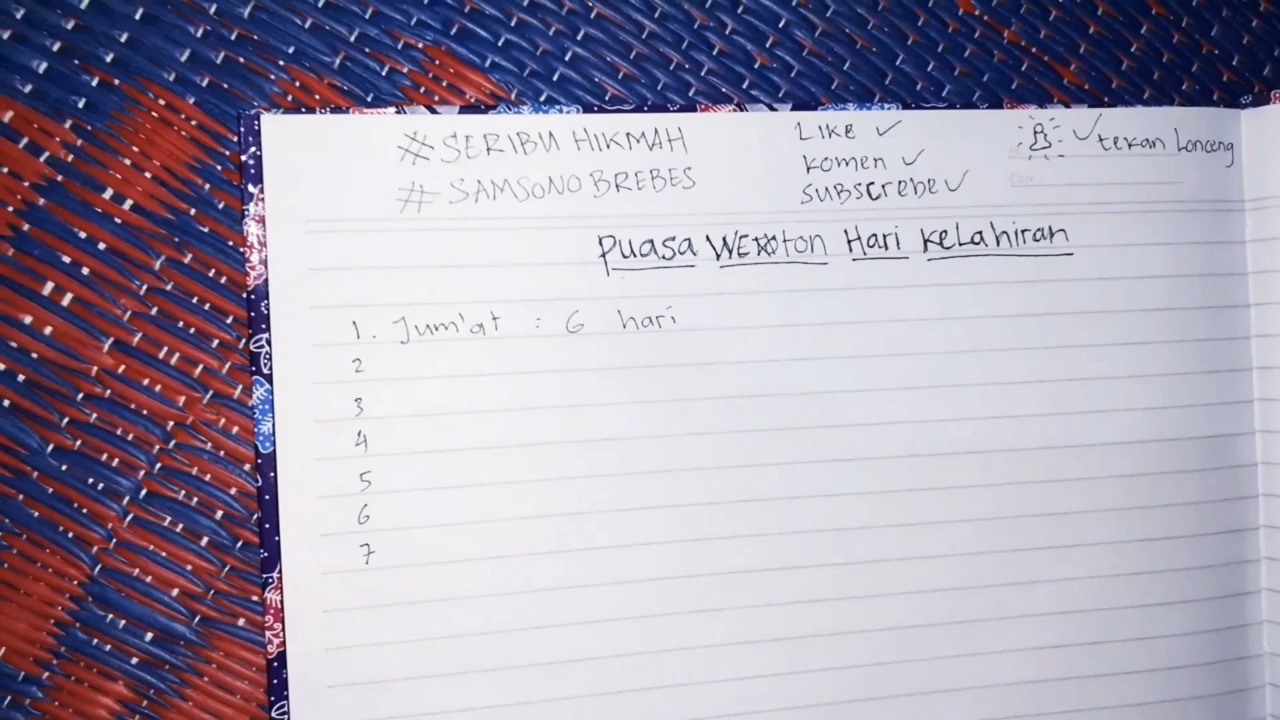 #SERIBU HIKMAH
#SAMSONO BREBES
LIKE ✓
komen ✓
subscrebe ✓
✓ tekan Lonceng
Puasa Weton Hari Kelahiran
1. Jum'at : 6 hari
2
3
4
5
6
7